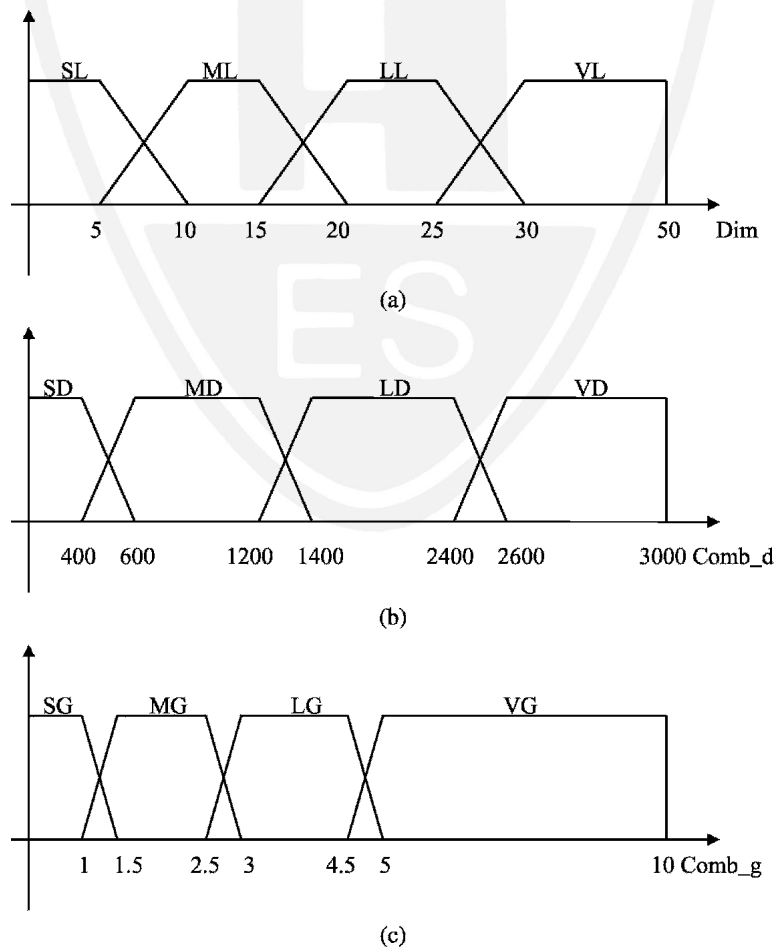 SL ML LL VL
5 10 15 20 25 30 50 Dim
(a)
ES
SD MD LD VD
400 600 1200 1400 2400 2600 3000 Comb_d
(b)
SG MG LG VG
1 1.5 2.5 3 4.5 5 10 Comb_g
(c)